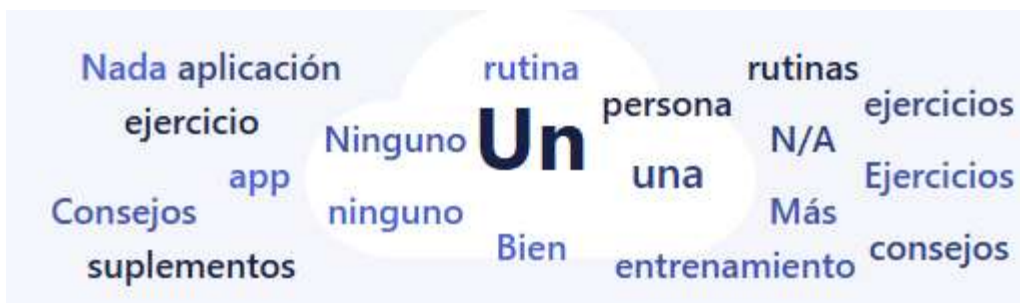 Nada aplicación rutina rutinas
ejercicio persona ejercicios
Ninguno Un N/A
app una Ejercicios
Consejos ninguno Más
suplementos Bien entrenamiento consejos